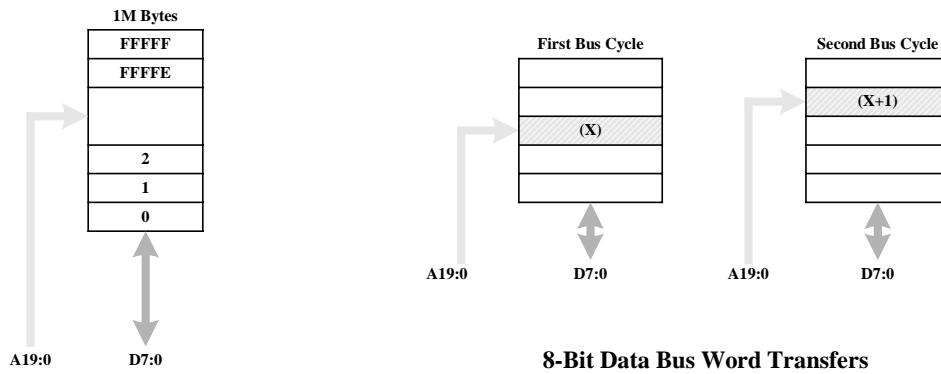 1M Bytes
FFFFF
FFFFE
2
1
0
A19:0
D7:0
First Bus Cycle
(X)
A19:0
D7:0
Second Bus Cycle
(X+1)
A19:0
D7:0
8-Bit Data Bus Word Transfers